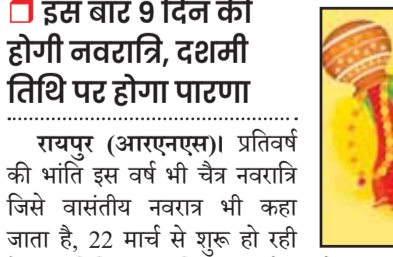 इस बार 9 दिन की
होगी नवरात्रि, दशमी
तिथि पर होगा पारणा
रायपुर (आरएनएस)। प्रतिवर्ष
की भांति इस वर्ष भी चैत्र नवरात्रि
जिसे वासंतीय नवरात्र भी कहा
जाता है, 22 मार्च से शुरू हो रही